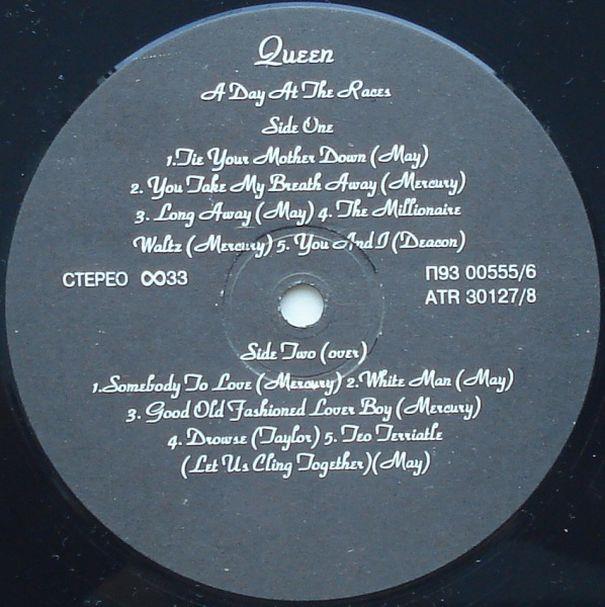 Queen
A Day At The Races
Side One
1.Tie Your Mother Down (May)
2. You Take My Breath Away (Mercury)
3. Long Away (May) 4. The Millionaire
Waltz (Mercury) 5. You And I (Deacon)
СТЕРЕО ∞33
П93 00555/6
ATR 30127/8
Side Two (over)
1.Somebody To Love (Mercury) 2.White Man (May)
3. Good Old Fashioned Lover Boy (Mercury)
4. Drowse (Taylor) 5. Teo Terriatle
(Let Us Cling Together)(May)